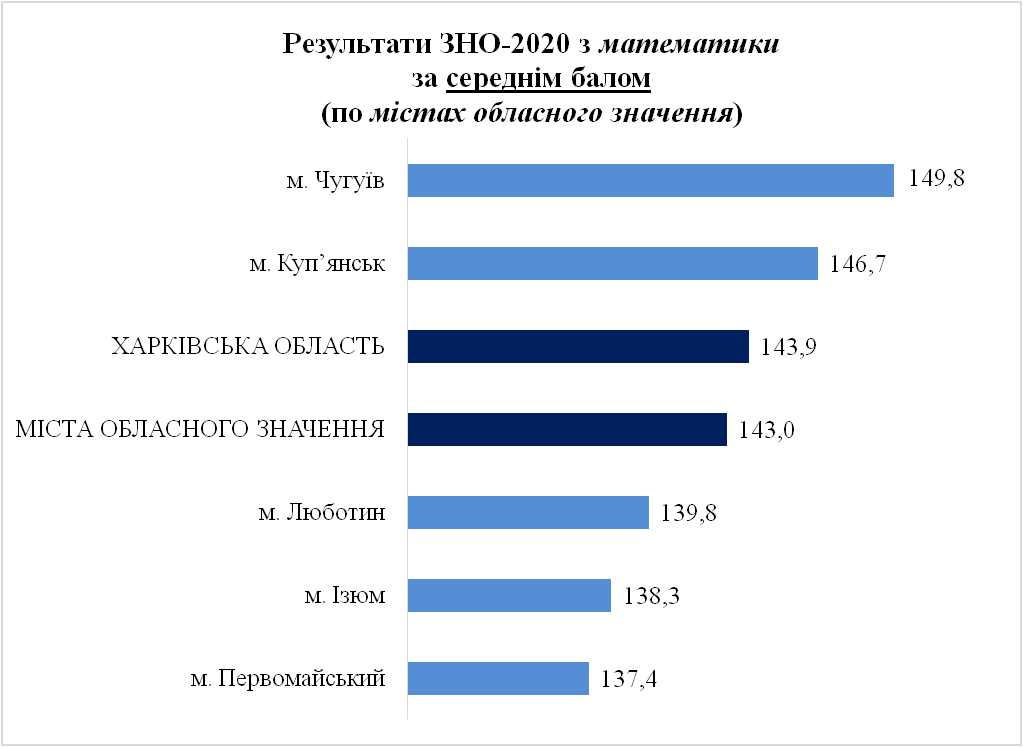 Результати ЗНО-2020 з математики
за середнім балом
(по містах обласного значення)
м. Чугуїв 149,8
м. Куп’янськ 146,7
ХАРКІВСЬКА ОБЛАСТЬ 143,9
МІСТА ОБЛАСНОГО ЗНАЧЕННЯ 143,0
м. Люботин 139,8
м. Ізюм 138,3
м. Первомайський 137,4